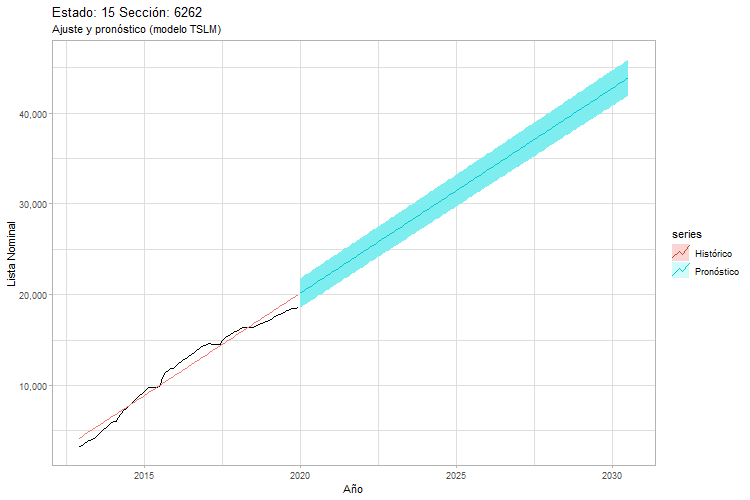 Estado: 15 Sección: 6262
Ajuste y pronóstico (modelo TSLM)
40,000
30,000
20,000
10,000
Lista Nominal
2015
2020
2025
2030
Año
series
Histórico
Pronóstico